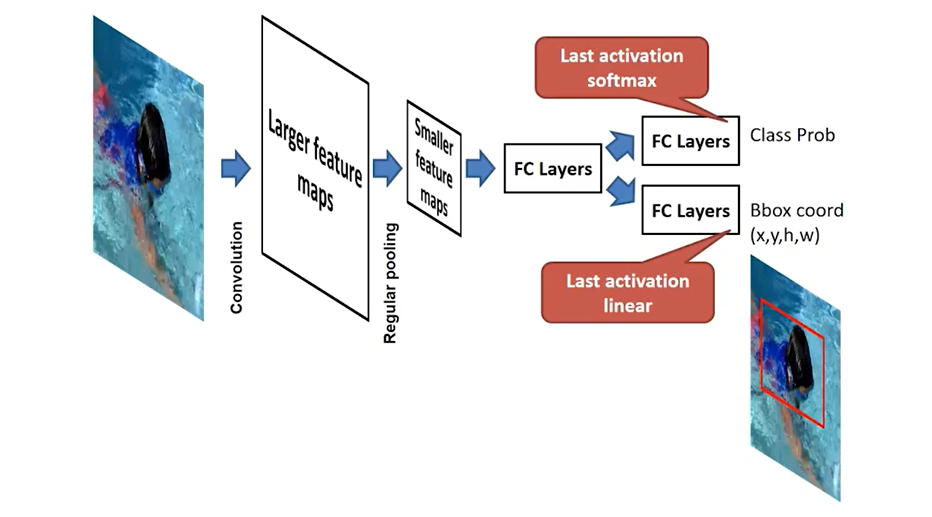 Convolution
Larger feature
maps
Regular pooling
Smaller
feature
maps
FC Layers
Last activation
softmax
FC Layers
Class Prob
FC Layers
Bbox coord
(x,y,h,w)
Last activation
linear